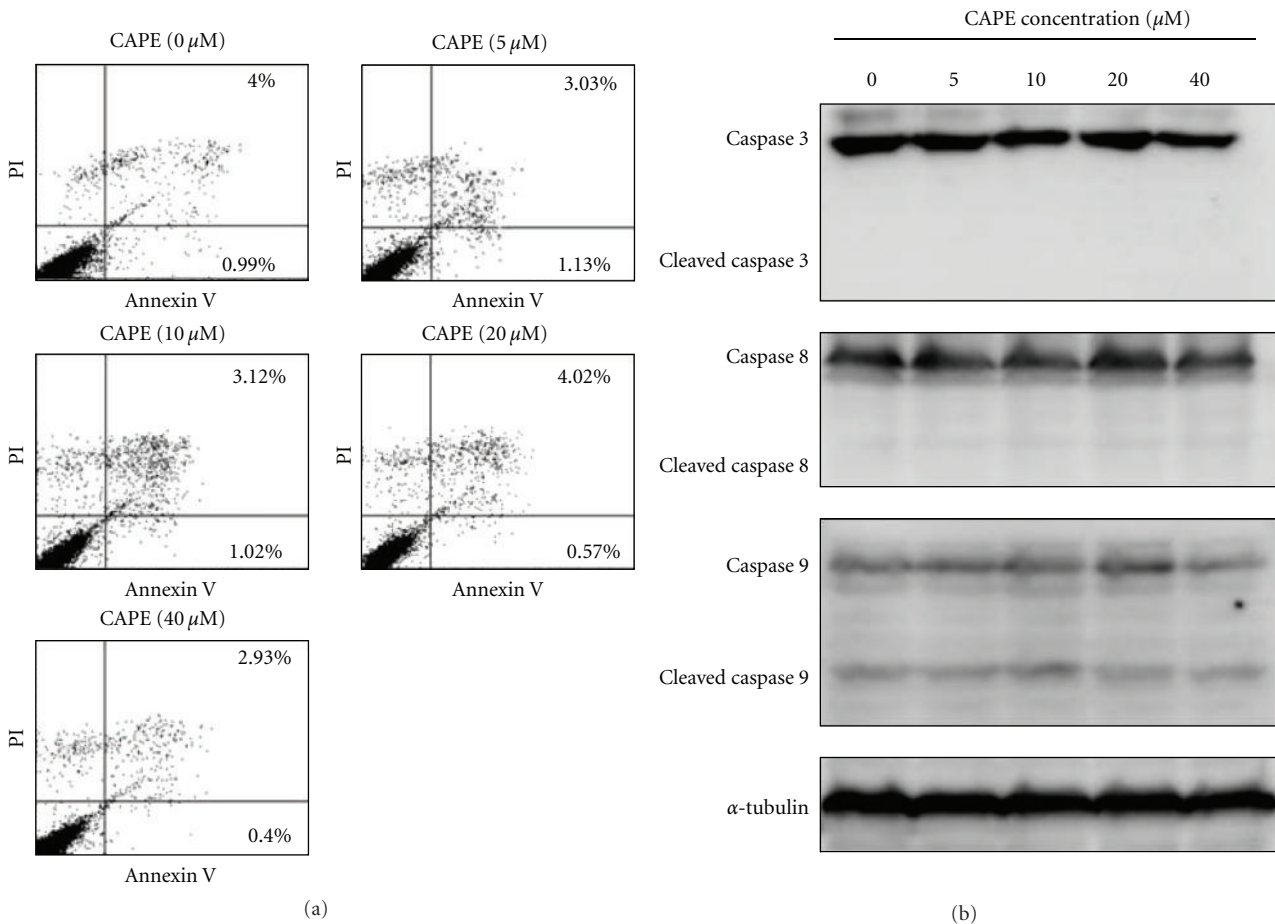 CAPE (0 μM)
4%
PI
0.99%
Annexin V
CAPE (5 μM)
3.03%
PI
1.13%
Annexin V
CAPE (10 μM)
3.12%
PI
1.02%
Annexin V
CAPE (20 μM)
4.02%
PI
0.57%
Annexin V
CAPE (40 μM)
2.93%
PI
0.4%
Annexin V
(a)
CAPE concentration (μM)
0 5 10 20 40
Caspase 3
Cleaved caspase 3
Caspase 8
Cleaved caspase 8
Caspase 9
Cleaved caspase 9
α-tubulin
(b)